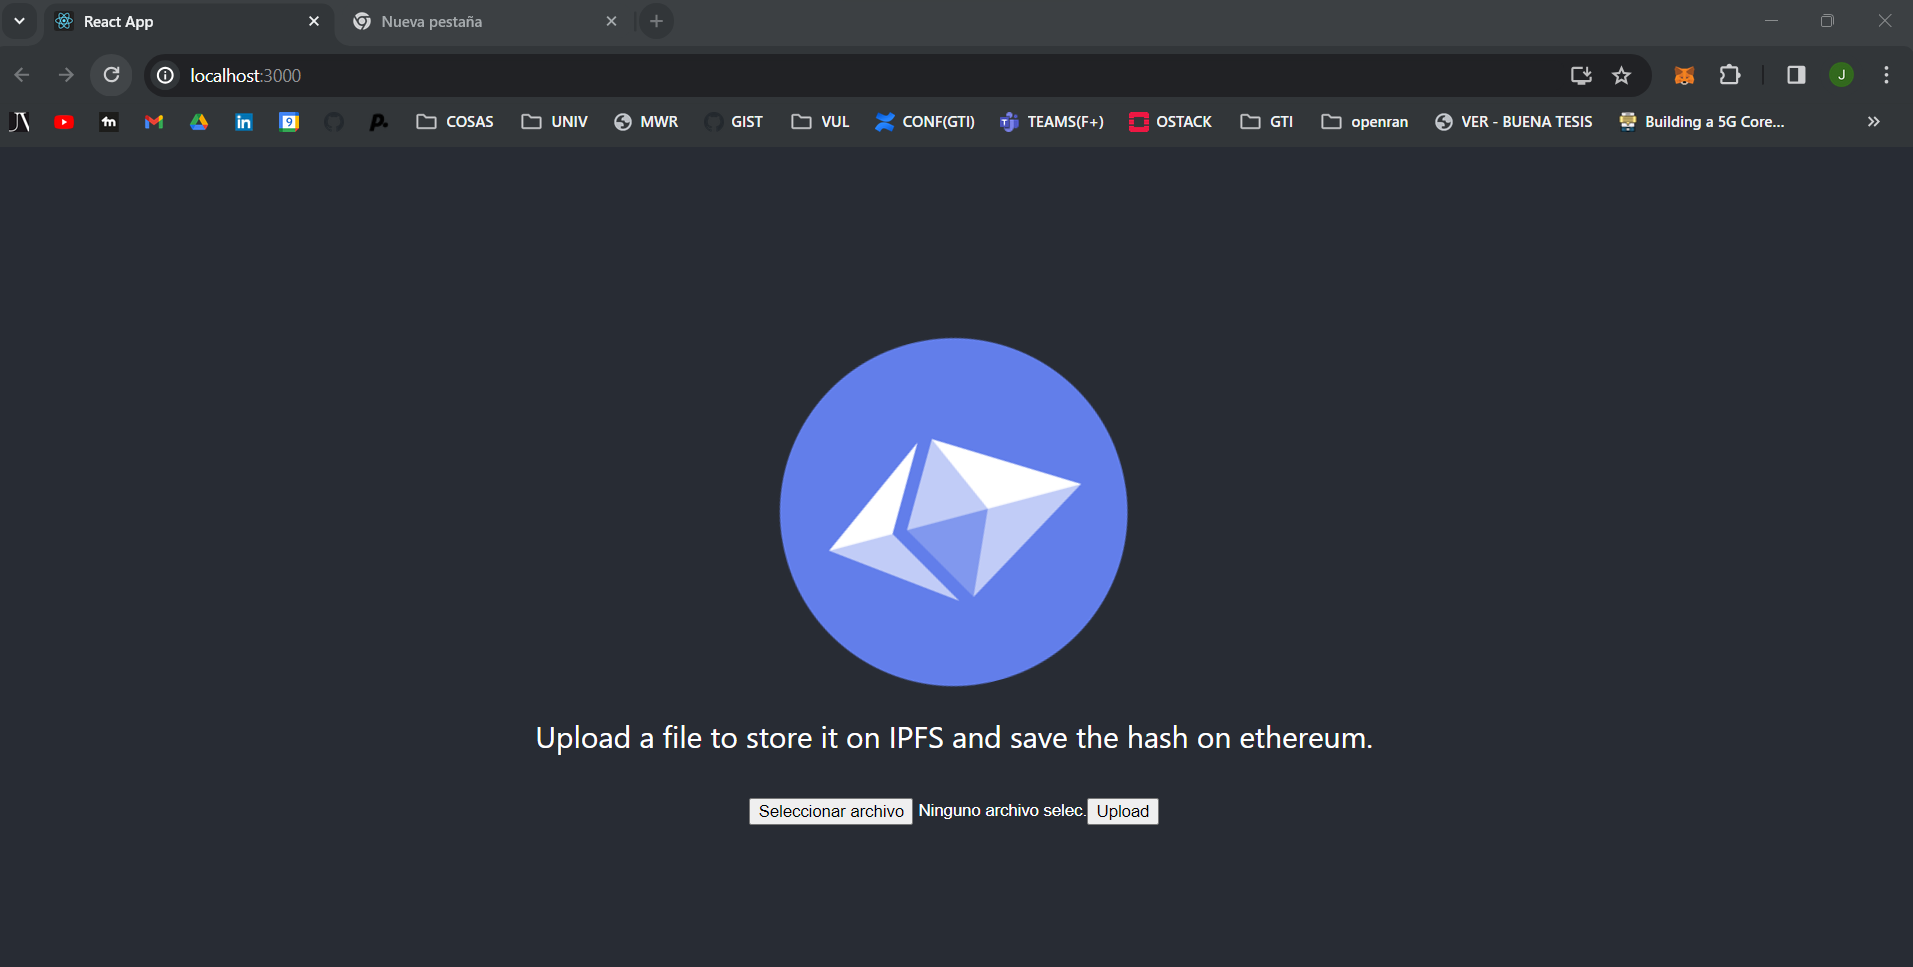 React App
Nueva pestaña
localhost:3000
J
9 COSAS UNIV MWR GIST VUL CONF(GTI) TEAMS(F+) OSTACK GTI openran VER - BUENA TESIS Building a 5G Core...
Upload a file to store it on IPFS and save the hash on ethereum.
Seleccionar archivo Ninguno archivo selec. Upload